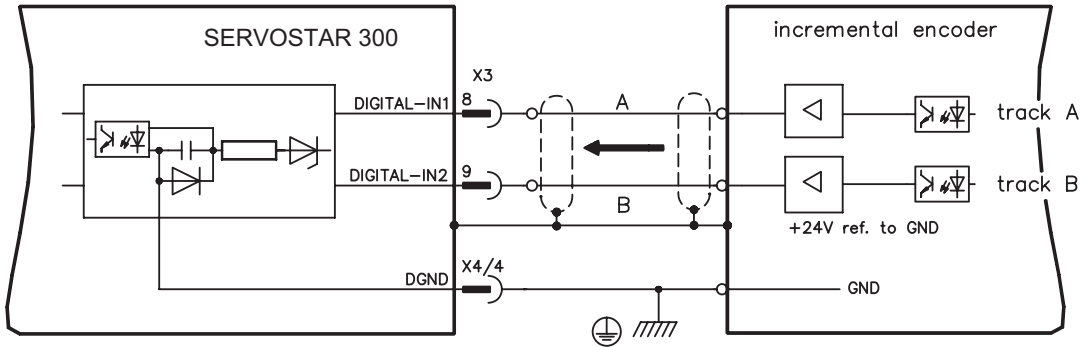 SERVOSTAR 300
incremental encoder
X3
DIGITAL-IN1
8
A
track A
DIGITAL-IN2
9
B
track B
+24V ref. to GND
X4/4
DGND
GND